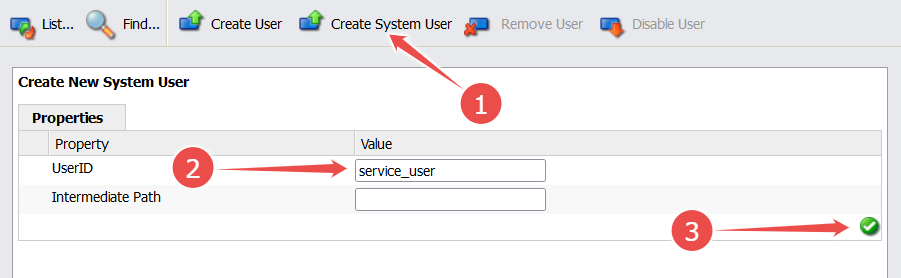 List... Find... Create User Create System User Remove User Disable User
1
Create New System User
Properties
Property Value
2
UserID service_user
Intermediate Path
3